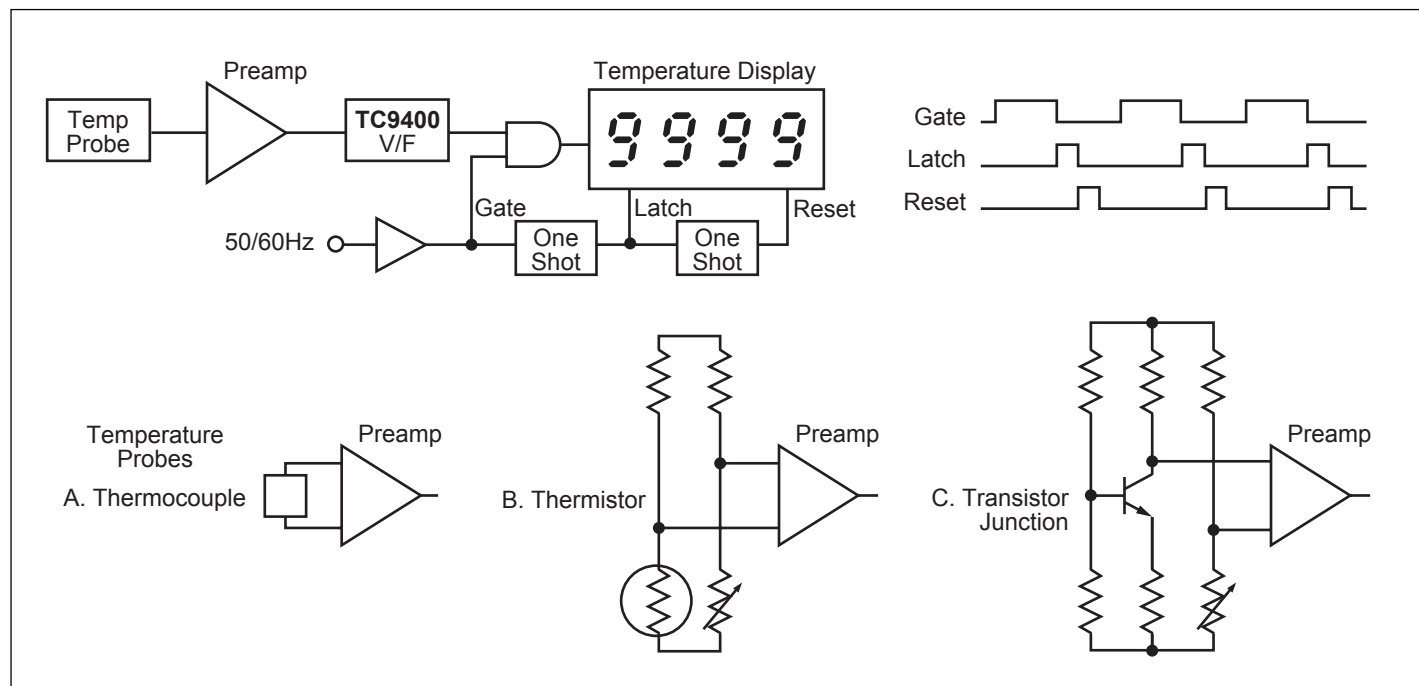 Preamp
Temperature Display
Temp
Probe
TC9400
V/F
9999
Gate
Latch
Reset
50/60Hz
One
Shot
One
Shot
Gate
Latch
Reset
Temperature
Probes
A. Thermocouple
Preamp
B. Thermistor
Preamp
C. Transistor
Junction
Preamp